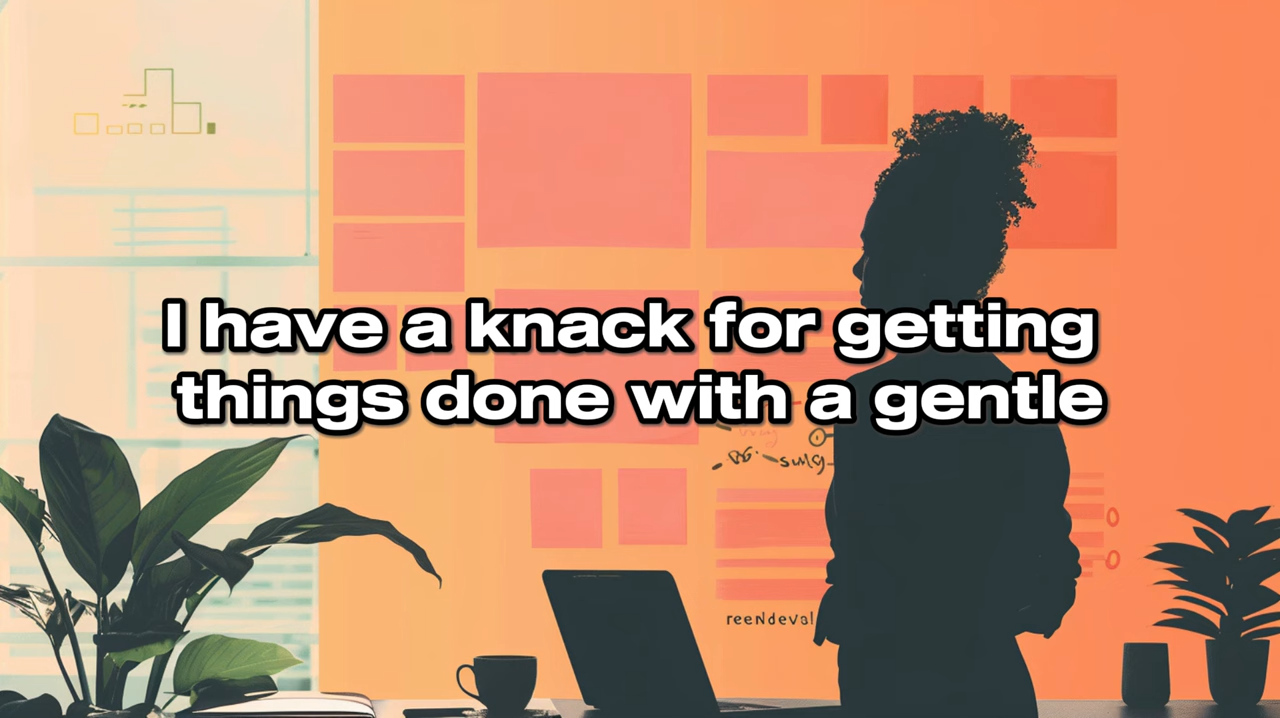 I have a knack for getting
things done with a gentle
reeNdeval